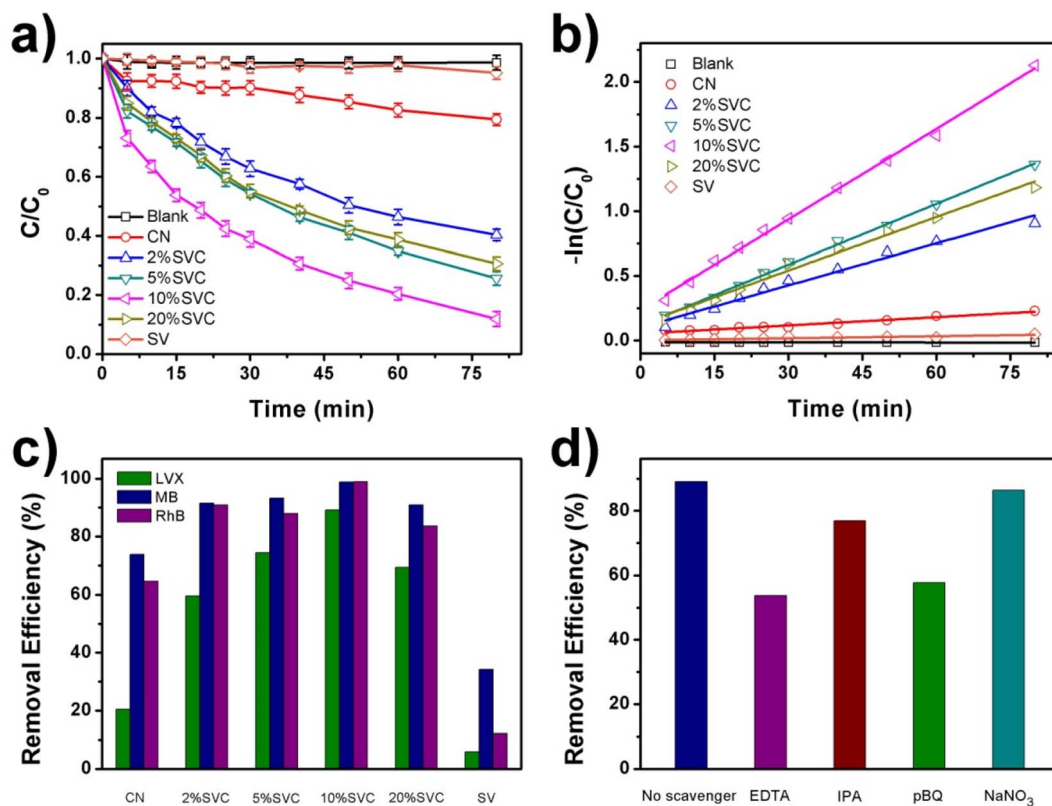 a)
C/C0
1.0
0.8
0.6
0.4
0.2
0.0
Blank
CN
2%SVC
5%SVC
10%SVC
20%SVC
SV
0 15 30 45 60 75
Time (min)
b)
-ln(C/C0)
2.0
1.5
1.0
0.5
0.0
Blank
CN
2%SVC
5%SVC
10%SVC
20%SVC
SV
0 15 30 45 60 75
Time (min)
c)
Removal Efficiency (%)
100
80
60
40
20
0
LVX
MB
RhB
CN 2%SVC 5%SVC 10%SVC 20%SVC SV
d)
Removal Efficiency (%)
80
60
40
20
0
No scavenger EDTA IPA pBQ NaNO3